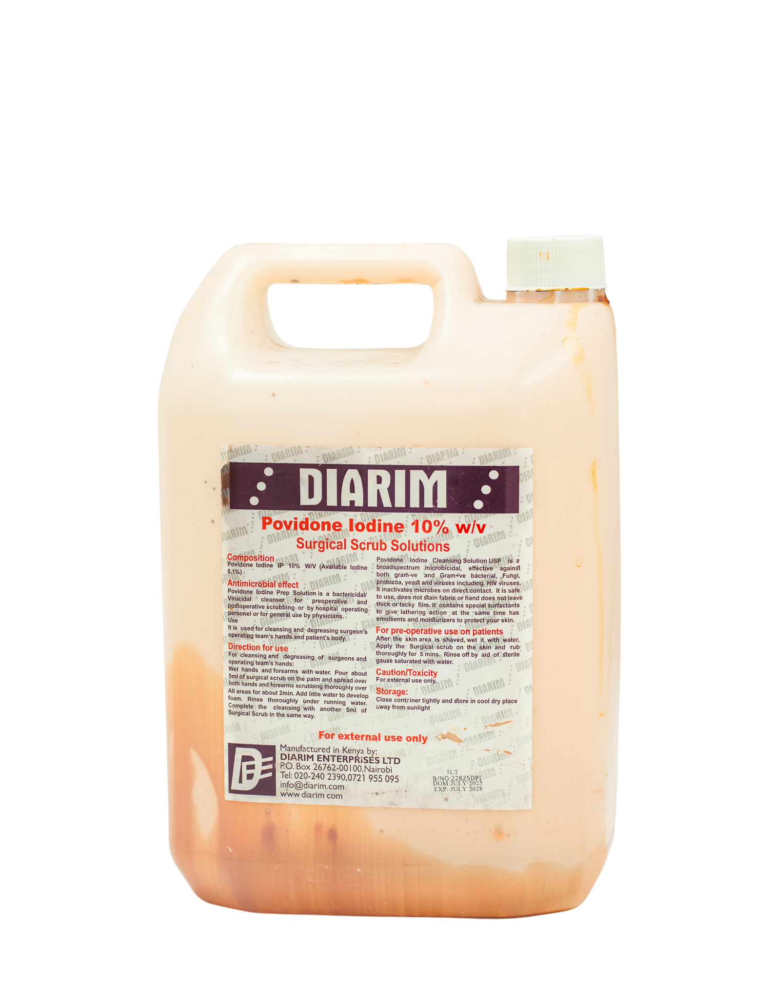 DIARIM
Povidone Iodine 10% w/v
Surgical Scrub Solutions
Composition
Povidone Iodine IP 10% W/V (Available Iodine
0.1%)
Antimicrobial effect
Povidone Iodine Prep Solution is a bactericidal/
Virucidal cleanser for preoperative and
postoperative scrubbing or by hospital operating
personel or for general use by physicians.
Use
It is used for cleansing and degreasing surgeon's
operating team's hands and patient's body.
Direction for use
For cleansing and degreasing of surgeons and
operating team's hands:
Wet hands and forearms with water. Pour about
5ml of surgical scrub on the palm and spread over
both hands and forearms scrubbing thoroughly over
All areas for about 2min. Add little water to develop
foam. Rinse thoroughly under running water.
Complete the cleansing with another 5ml of
Surgical Scrub in the same way.
Povidone Iodine Cleansing Solution USP is a
broadspectrum microbicidal, effective against
both gram-ve and Gram+ve bacterial, Fungi,
protozoa, yeast and viruses including. HIV viruses.
It inactivates microbes on direct contact. It is safe
to use, does not stain fabric or hand does not leave
thick or tacky film. It contains special surfactants
to give lathering action at the same time has
emollients and moisturizers to protect your skin.
For pre-operative use on patients
After the skin area is shaved, wet it with water,
Apply the Surgical scrub on the skin and rub
thoroughly for 5 mins. Rinse off by aid of sterile
gauze saturated with water.
Caution/Toxicity
For external use only.
Storage:
Close container tightly and store in cool dry place
away from sunlight
For external use only
DE
Manufactured in Kenya by:
DIARIM ENTERPRISES LTD
P.O. Box 26762-00100,Nairobi
Tel: 020-240 2390,0721 955 095
info@diarim.com
www diarim com
5LT
B/NO:22825DPI
DOM:JULY 2025
EXP: JULY 2028